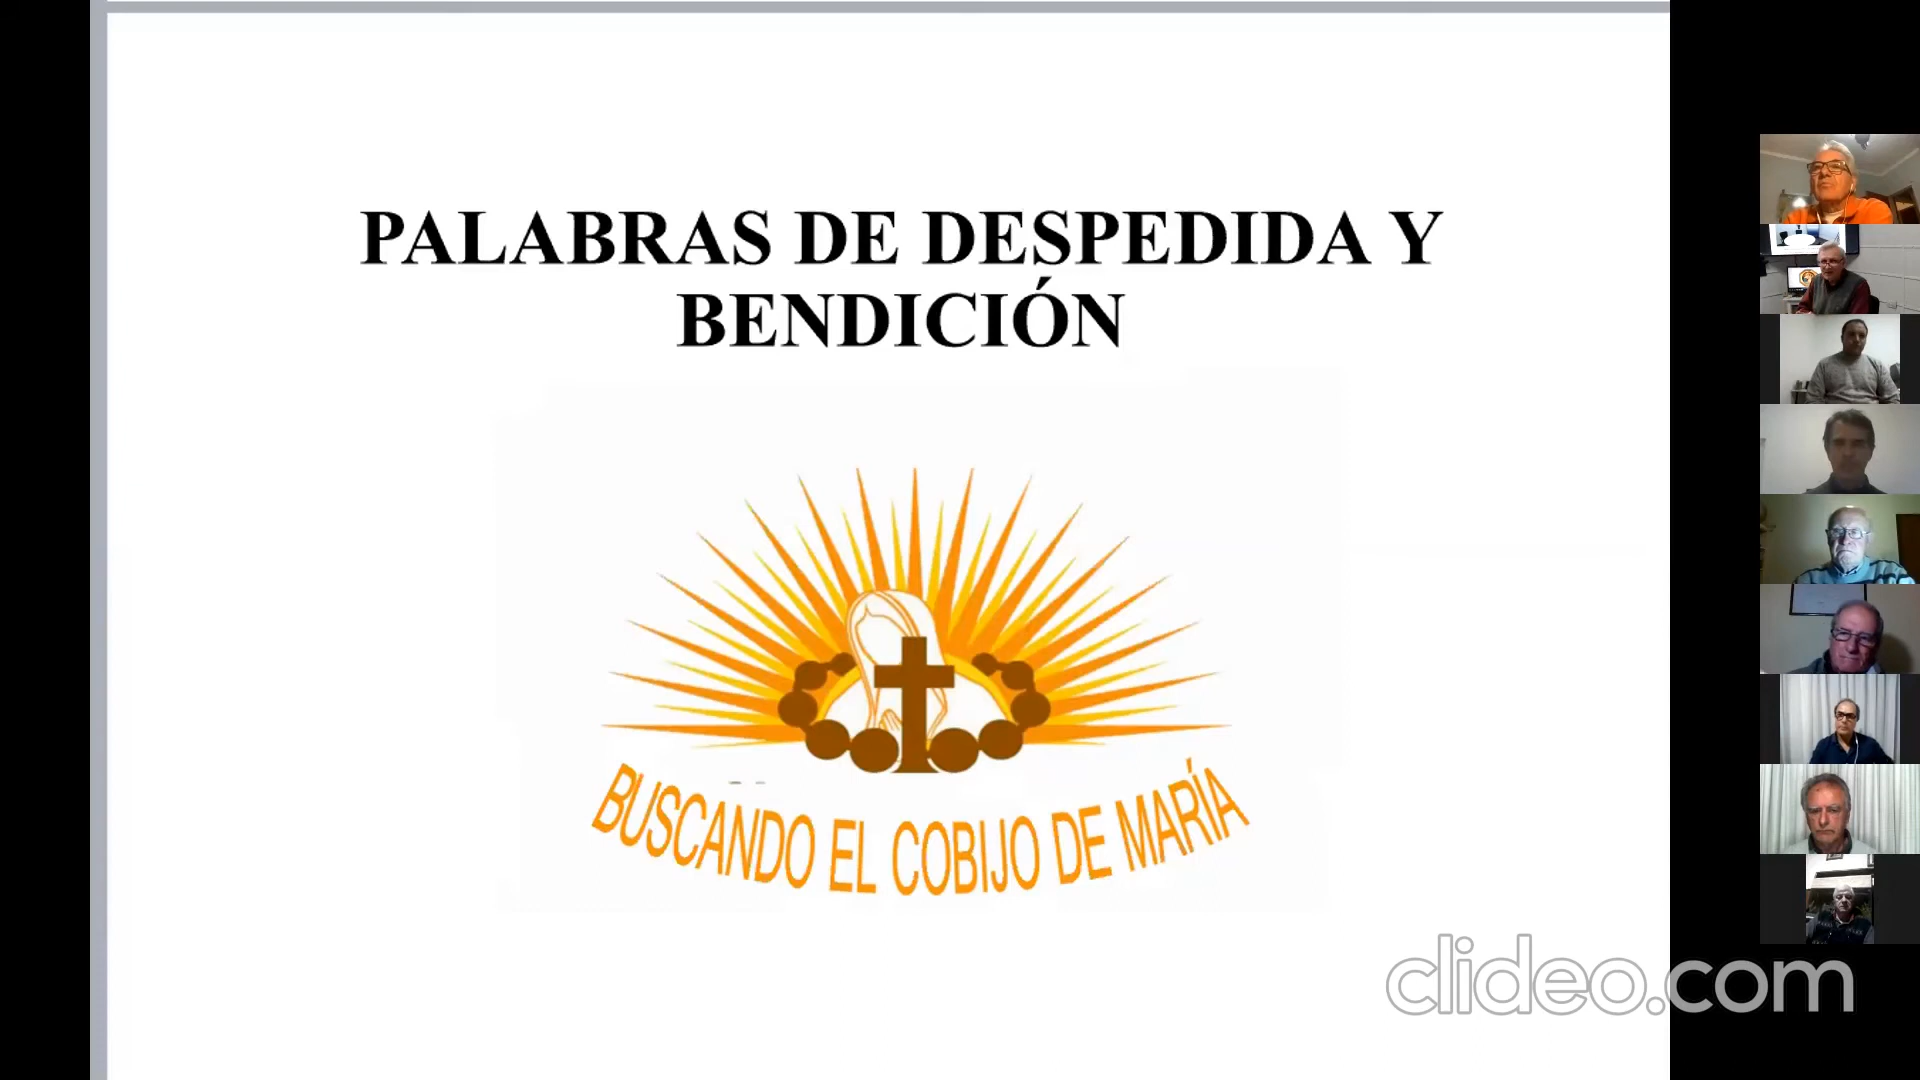 PALABRAS DE DESPEDIDA Y
BENDICIÓN
BUSCANDO EL COBIJO DE MARÍA
clideo.com